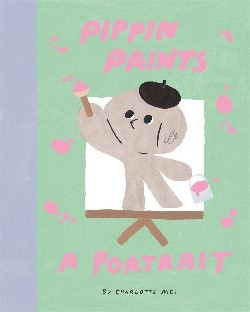 PIPPIN
PAINTS
A PORTRAIT
BY CHARLOTTE MEI